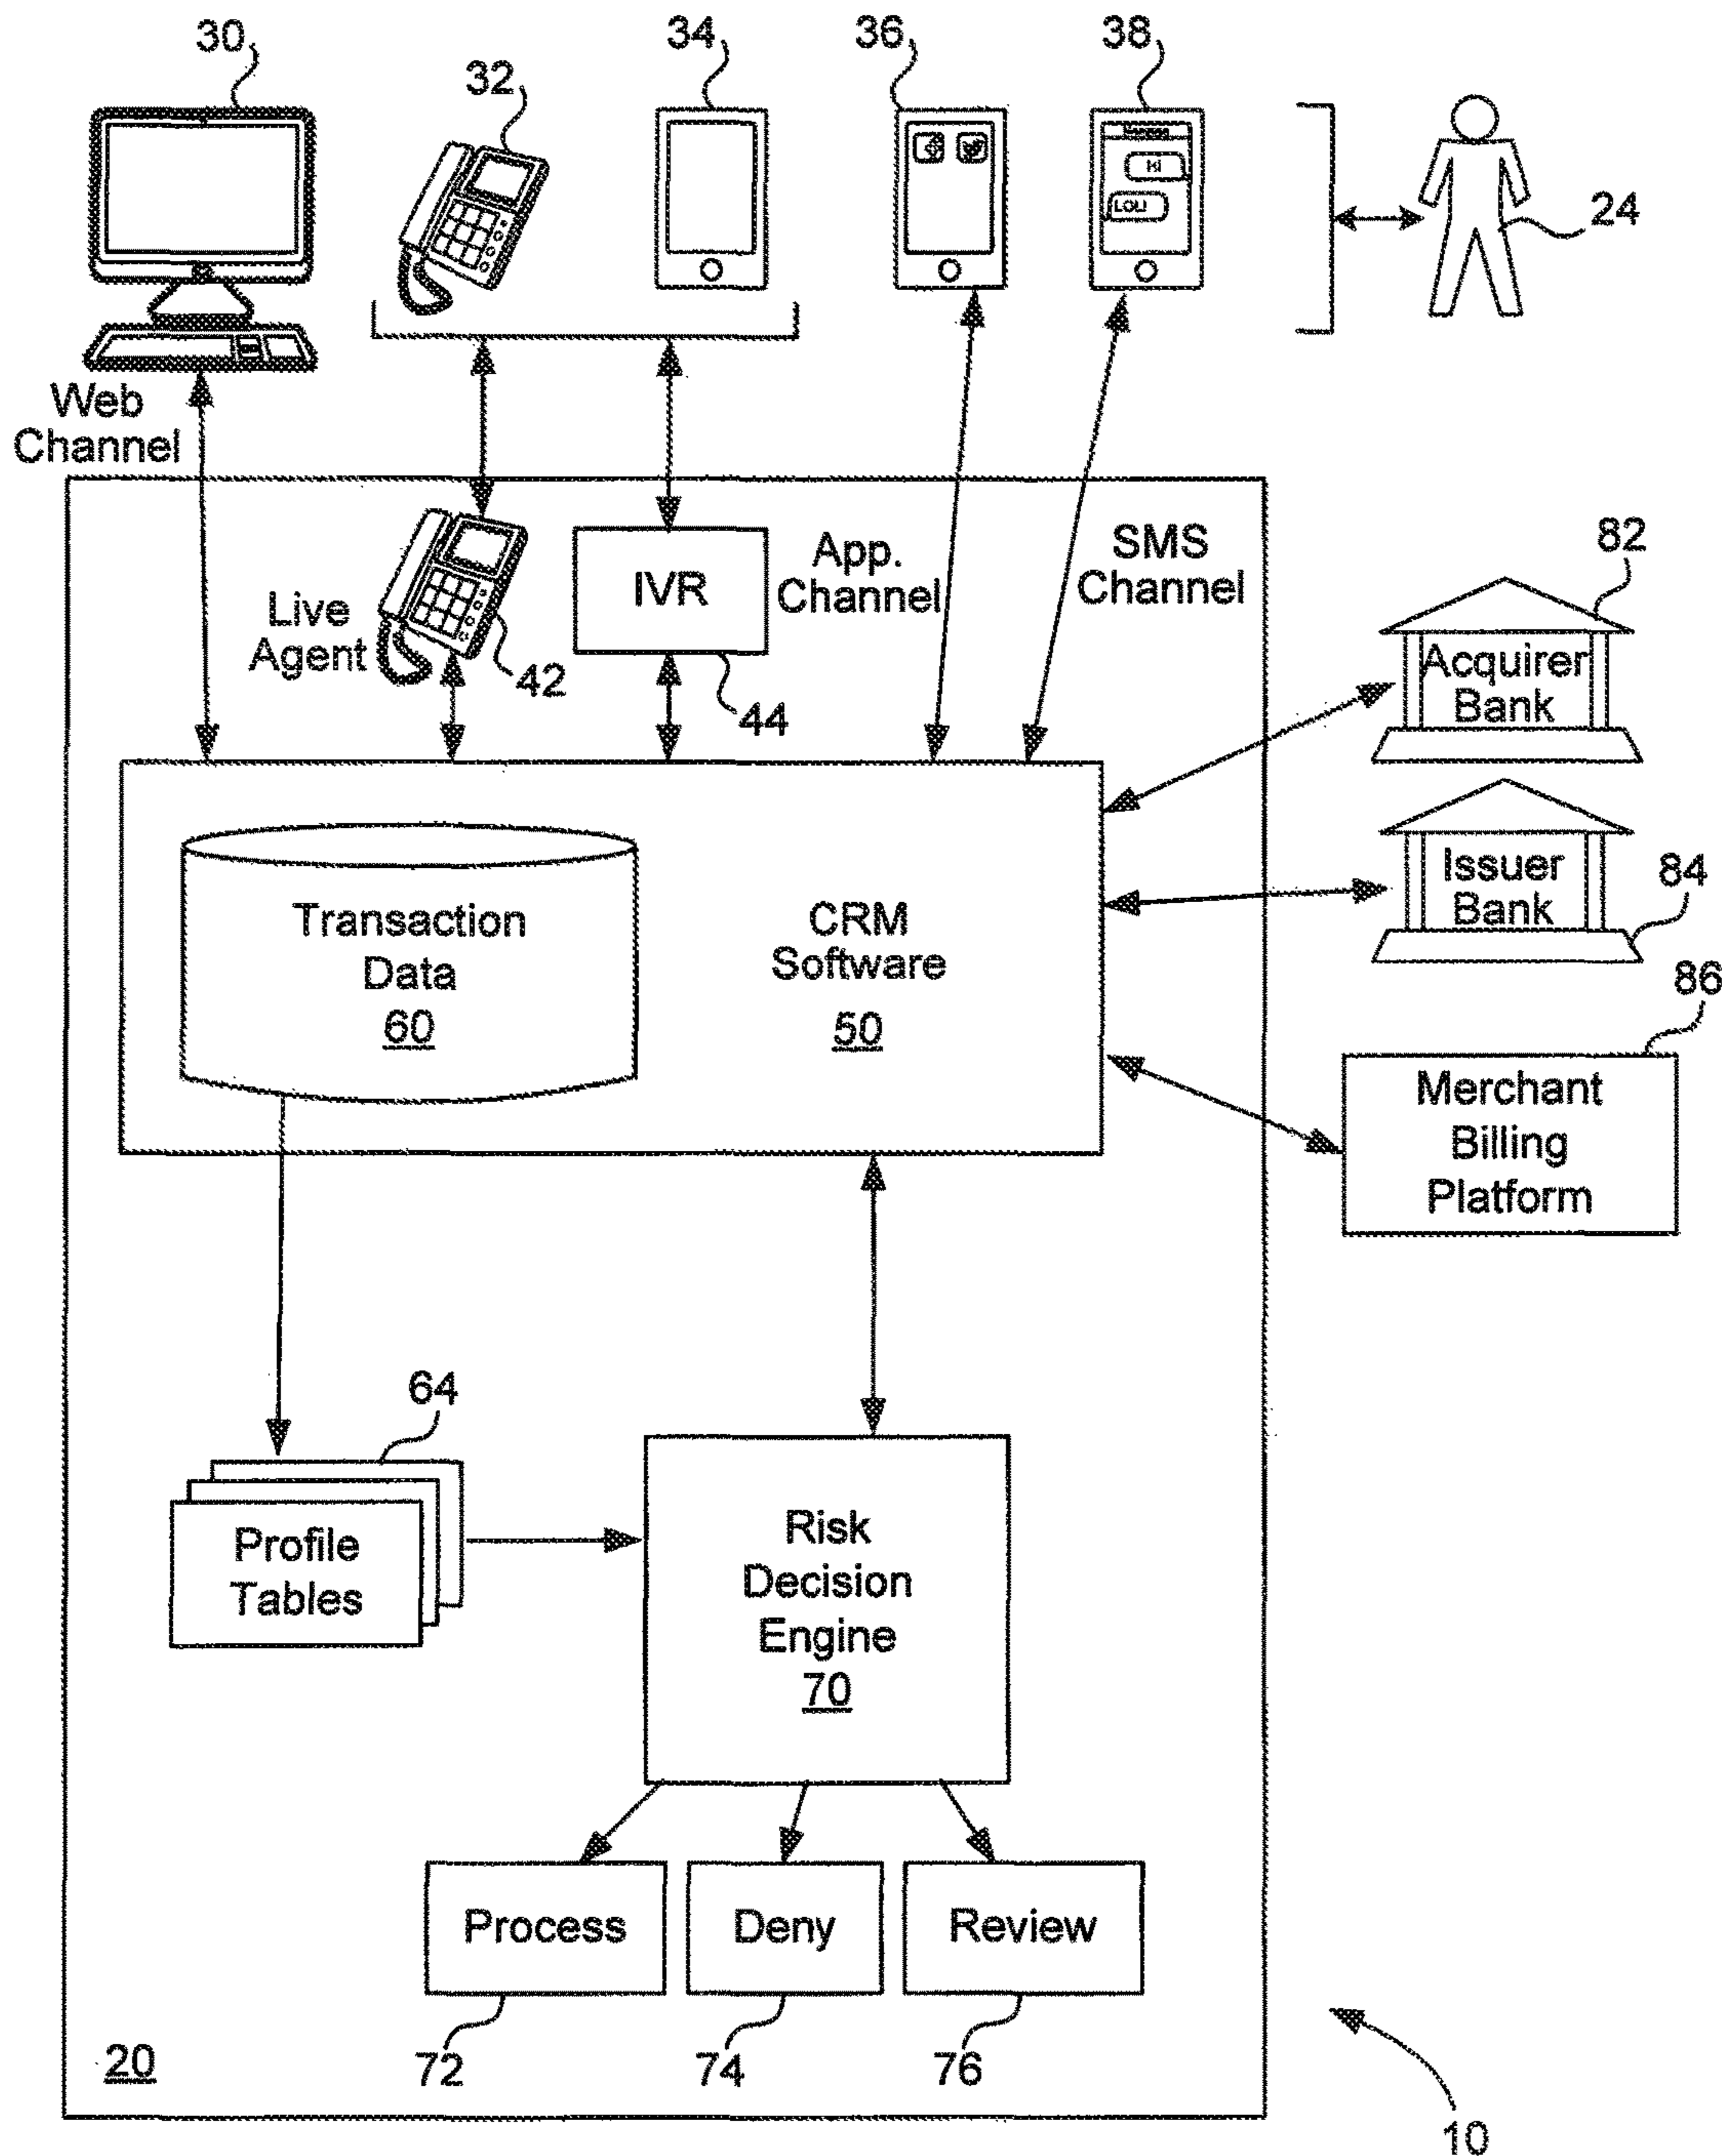 30
32
34
36
38
Hi
LOL
24
Web
Channel
Live
Agent
42
IVR
44
App.
Channel
SMS
Channel
82
Acquirer
Bank
Issuer
Bank
84
86
Merchant
Billing
Platform
Transaction
Data
60
CRM
Software
50
64
Profile
Tables
Risk
Decision
Engine
70
Process
Deny
Review
72
74
76
20
10